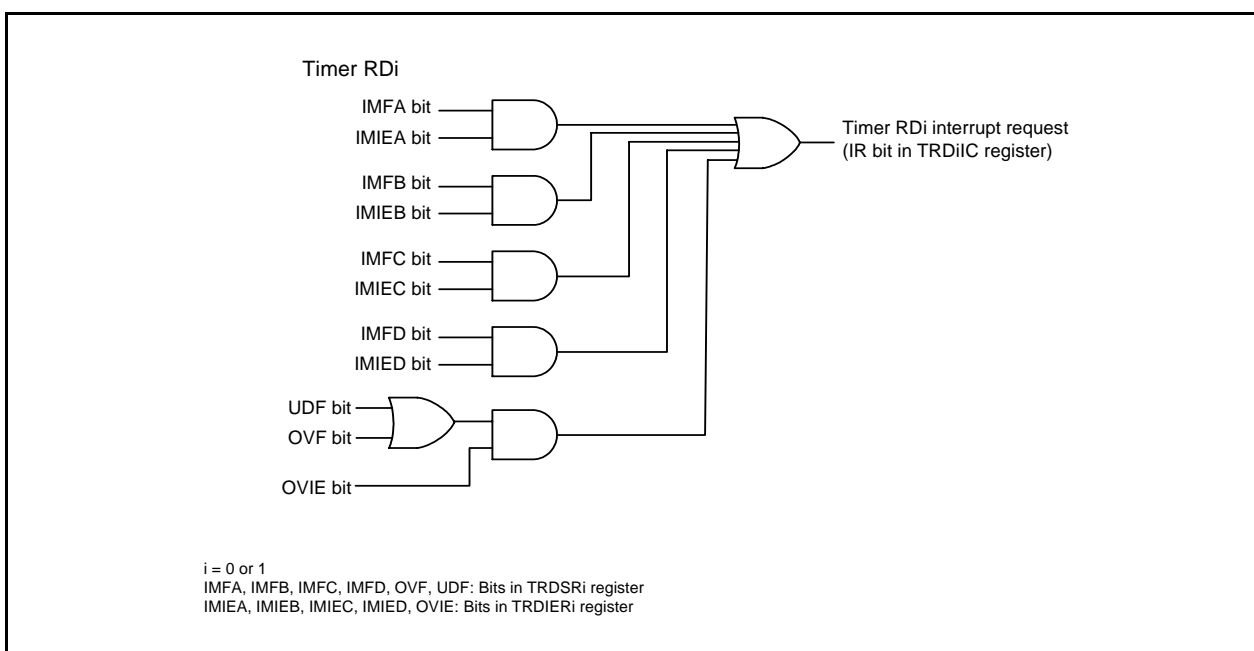 Timer RDi
IMFA bit
IMIEA bit
IMFB bit
IMIEB bit
IMFC bit
IMIEC bit
IMFD bit
IMIED bit
UDF bit
OVF bit
OVIE bit
Timer RDi interrupt request
(IR bit in TRDiIC register)
i = 0 or 1
IMFA, IMFB, IMFC, IMFD, OVF, UDF: Bits in TRDSRi register
IMIEA, IMIEB, IMIEC, IMIED, OVIE: Bits in TRDIERi register